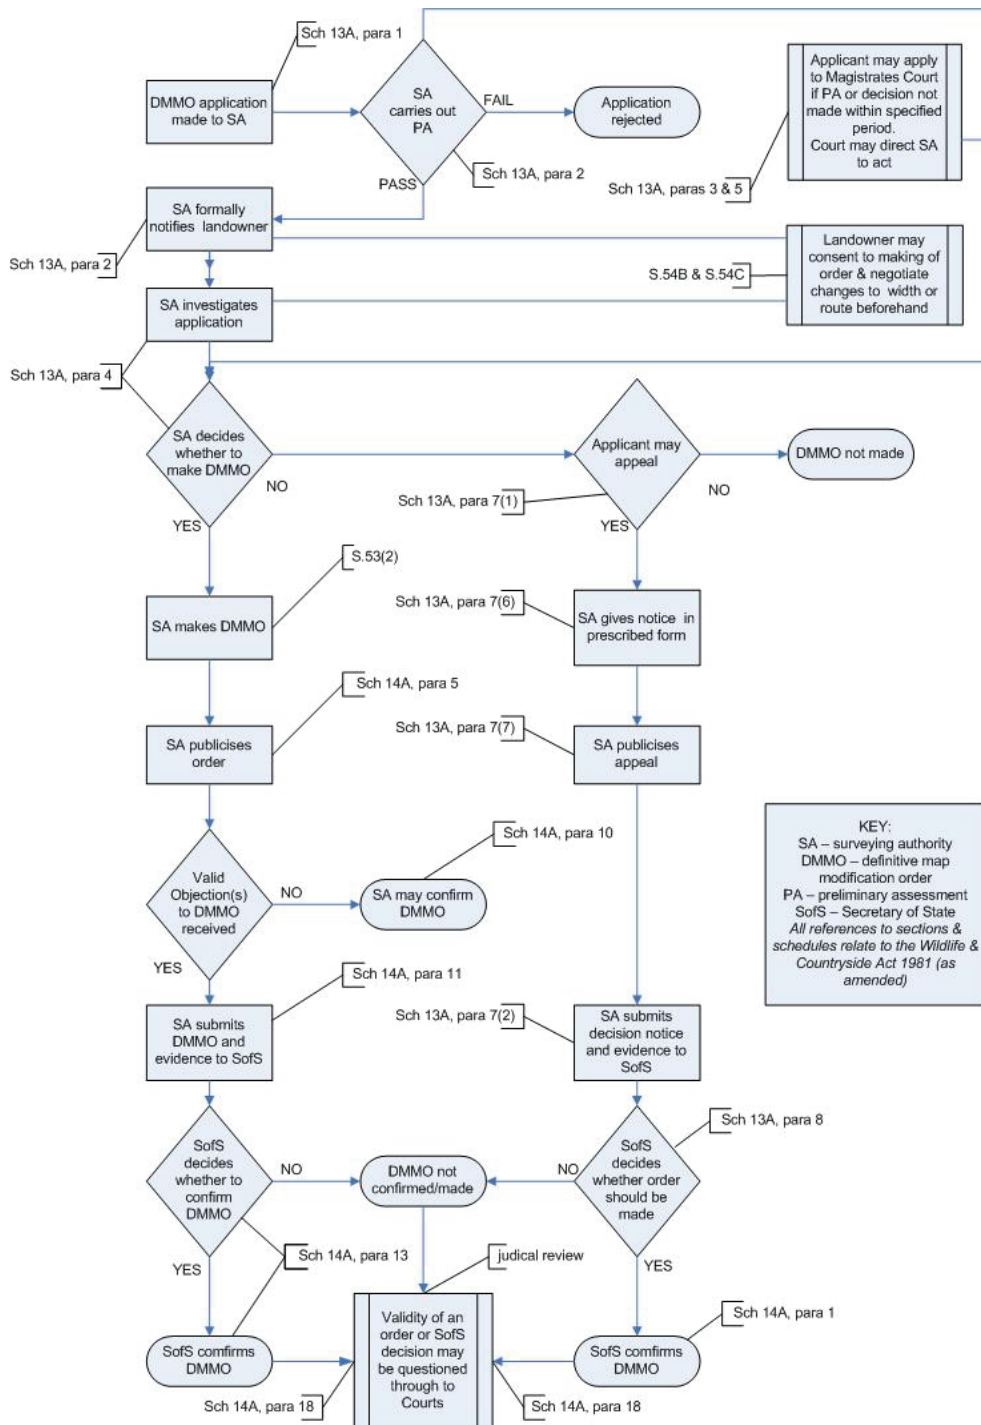 Sch 13A, para 1
DMMO application
made to SA
SA
carries out
PA
FAIL
Application
rejected
Applicant may apply
to Magistrates Court
if PA or decision not
made within specified
period.
Court may direct SA
to act
Sch 13A, para 2
Sch 13A, paras 3 & 5
PASS
SA formally
notifies landowner
Sch 13A, para 2
Landowner may
consent to making of
order & negotiate
changes to width or
route beforehand
S.54B & S.54C
SA investigates
application
Sch 13A, para 4
SA decides
whether to
make DMMO
NO
Applicant may
appeal
NO
DMMO not made
Sch 13A, para 7(1)
YES
YES
S.53(2)
SA makes DMMO
Sch 13A, para 7(6)
SA gives notice in
prescribed form
Sch 14A, para 5
SA publicises
order
Sch 13A, para 7(7)
SA publicises
appeal
Valid
Objection(s)
to DMMO
received
NO
Sch 14A, para 10
SA may confirm
DMMO
KEY:
SA – surveying authority
DMMO – definitive map
modification order
PA – preliminary assessment
SofS – Secretary of State
All references to sections &
schedules relate to the Wildlife &
Countryside Act 1981 (as
amended)
YES
Sch 14A, para 11
SA submits
DMMO and
evidence to SofS
Sch 13A, para 7(2)
SA submits
decision notice
and evidence to
SofS
Sch 13A, para 8
SofS
decides
whether to
confirm
DMMO
NO
DMMO not
confirmed/made
NO
SofS
decides
whether order
should be
made
YES
Sch 14A, para 13
judical review
YES
Sch 14A, para 1
SofS comfirms
DMMO
Validity of an
order or SofS
decision may
be questioned
through to
Courts
SofS comfirms
DMMO
Sch 14A, para 18
Sch 14A, para 18